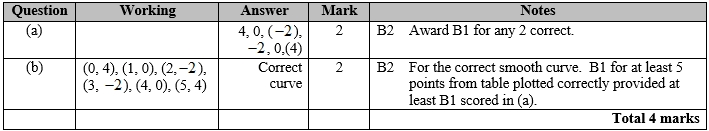 Question Working Answer Mark Notes
(a) 4, 0, (−2), 2 B2 Award B1 for any 2 correct.
−2, 0,(4)
(b) (0, 4), (1, 0), (2,−2), Correct 2 B2 For the correct smooth curve. B1 for at least 5
(3, −2), (4, 0), (5, 4) curve points from table plotted correctly provided at
least B1 scored in (a).
Total 4 marks